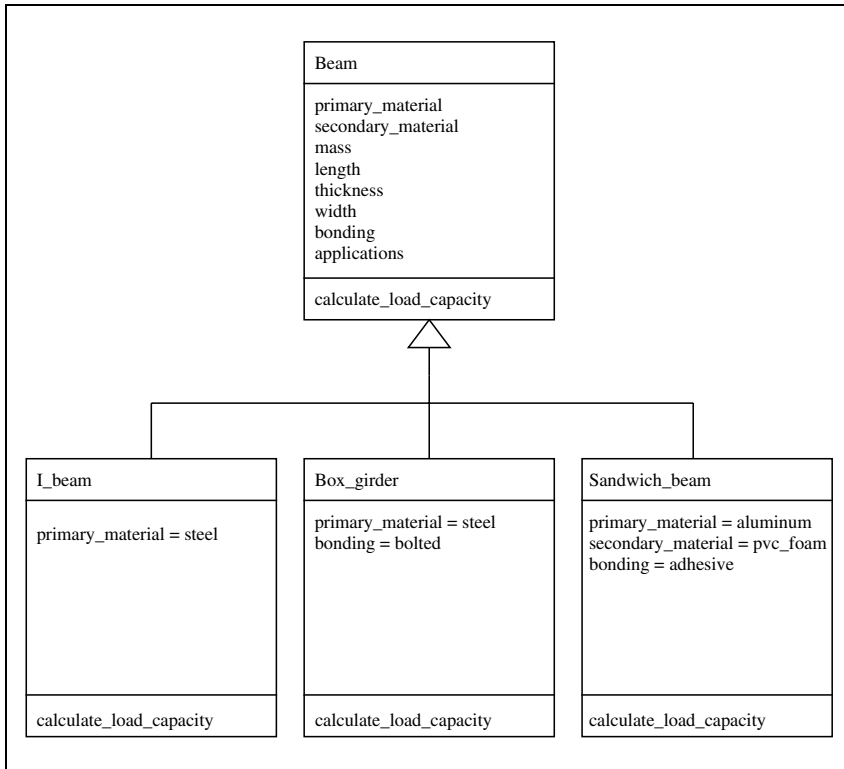 Beam
primary_material
secondary_material
mass
length
thickness
width
bonding
applications
calculate_load_capacity
I_beam
primary_material = steel
calculate_load_capacity
Box_girder
primary_material = steel
bonding = bolted
calculate_load_capacity
Sandwich_beam
primary_material = aluminum
secondary_material = pvc_foam
bonding = adhesive
calculate_load_capacity